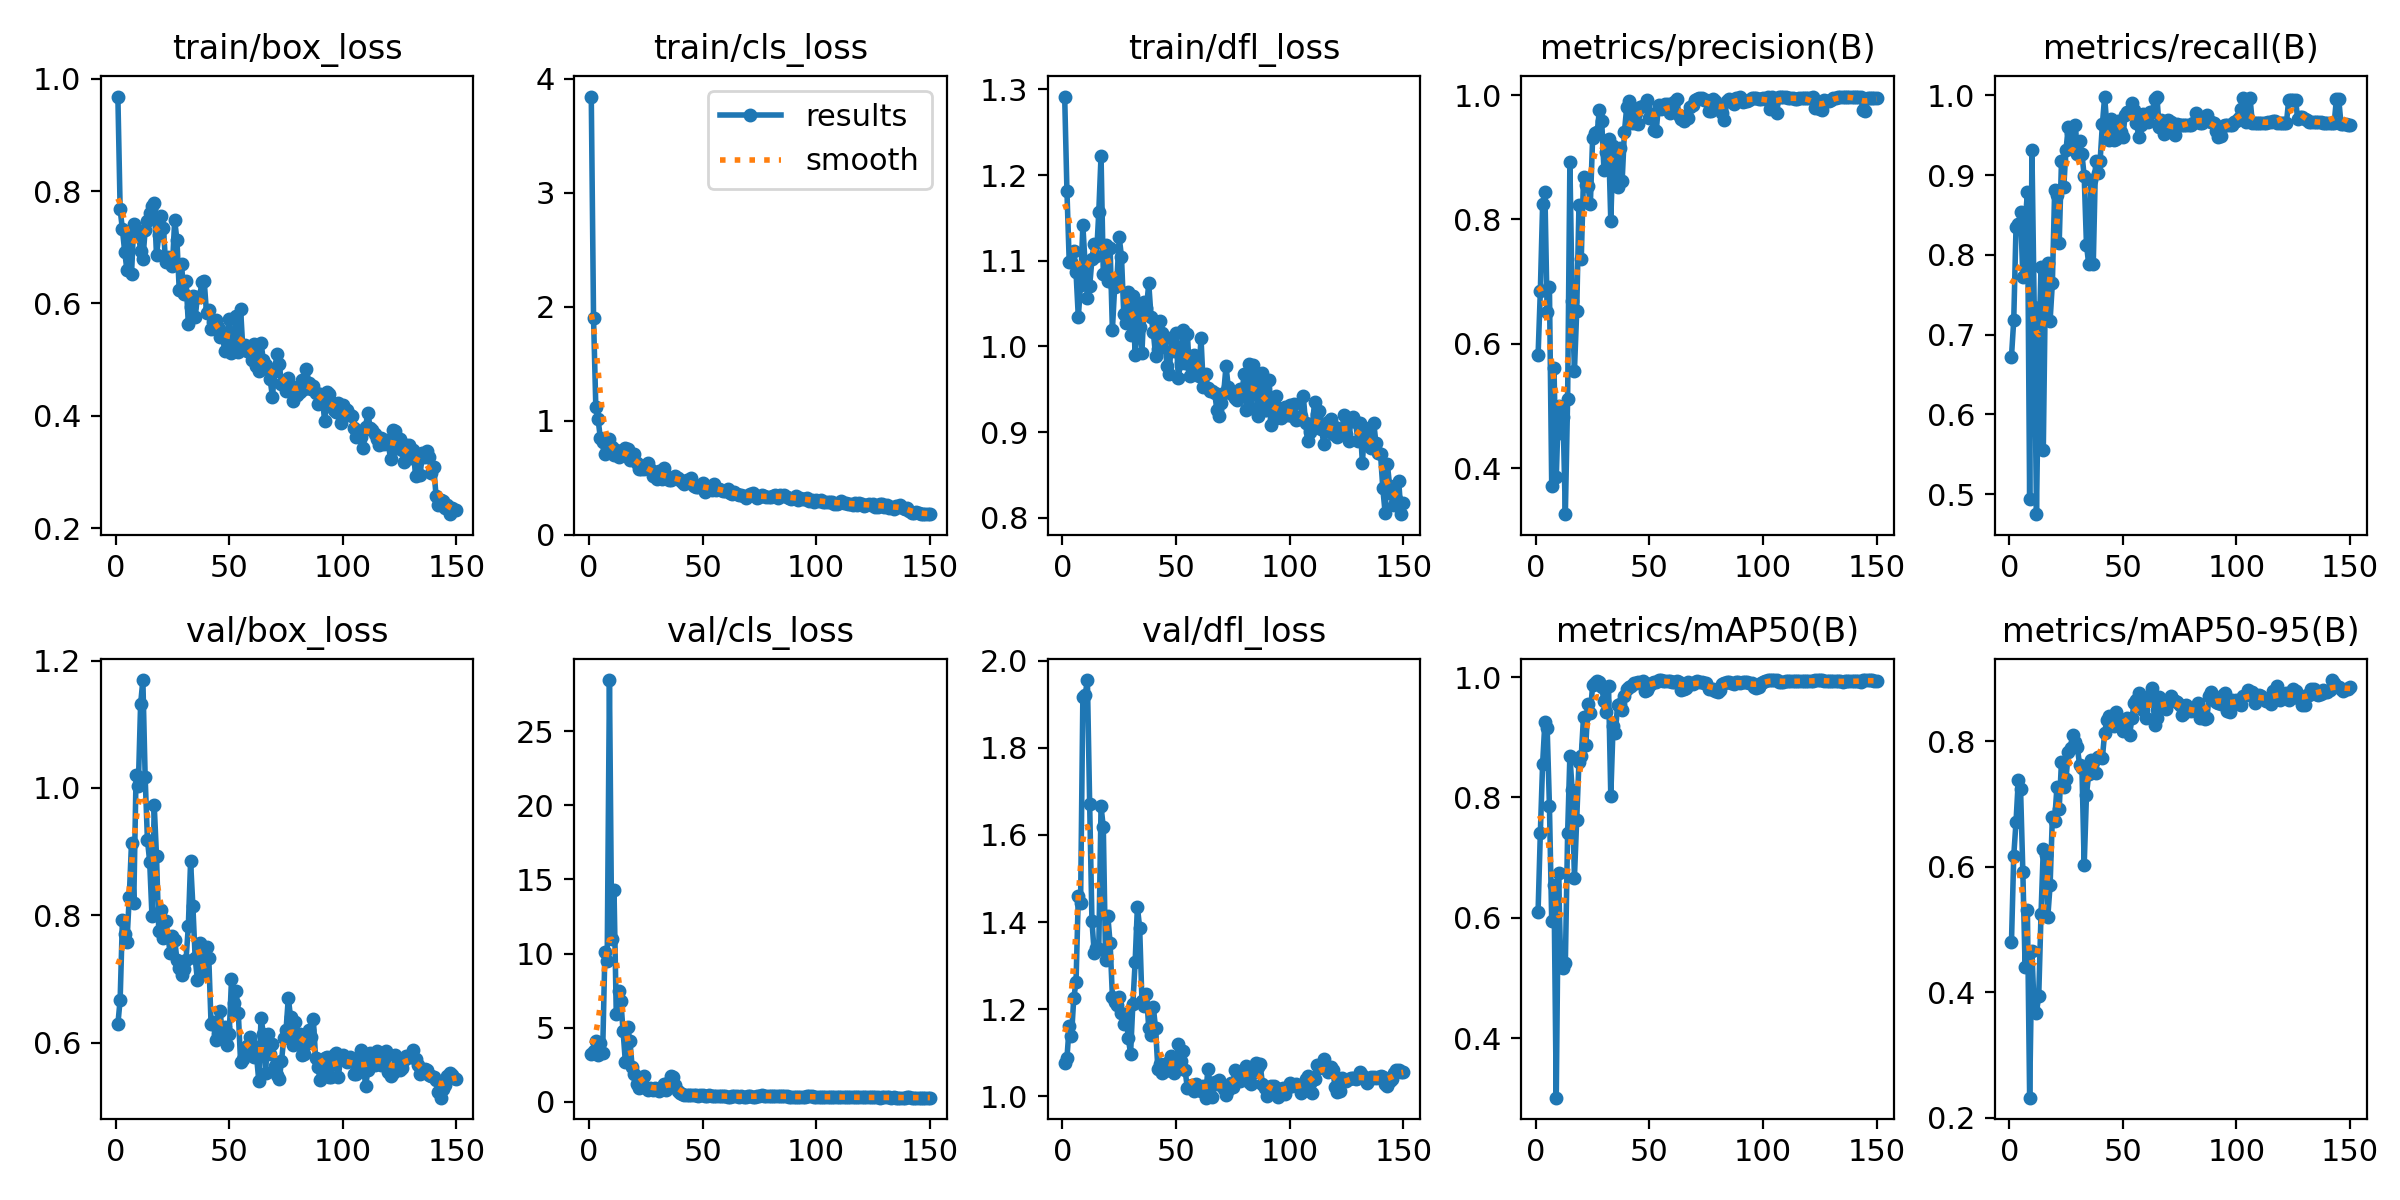 train/box_loss
1.0
0.8
0.6
0.4
0.2
0 50 100 150
train/cls_loss
4
3
2
1
0
0 50 100 150
results
smooth
train/dfl_loss
1.3
1.2
1.1
1.0
0.9
0.8
0 50 100 150
metrics/precision(B)
1.0
0.8
0.6
0.4
0 50 100 150
metrics/recall(B)
1.0
0.9
0.8
0.7
0.6
0.5
0 50 100 150
val/box_loss
1.2
1.0
0.8
0.6
0 50 100 150
val/cls_loss
25
20
15
10
5
0
0 50 100 150
val/dfl_loss
2.0
1.8
1.6
1.4
1.2
1.0
0 50 100 150
metrics/mAP50(B)
1.0
0.8
0.6
0.4
0 50 100 150
metrics/mAP50-95(B)
0.8
0.6
0.4
0.2
0 50 100 150